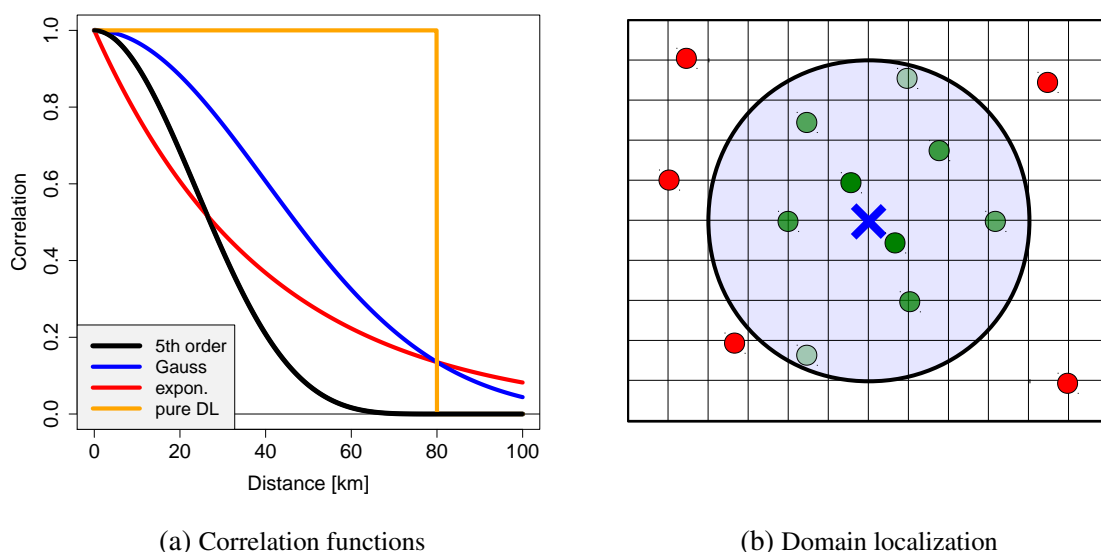 1.0
0.8
0.6
0.4
0.2
0.0
Correlation
5th order
Gauss
expon.
pure DL
0 20 40 60 80 100
Distance [km]
(a) Correlation functions
(b) Domain localization